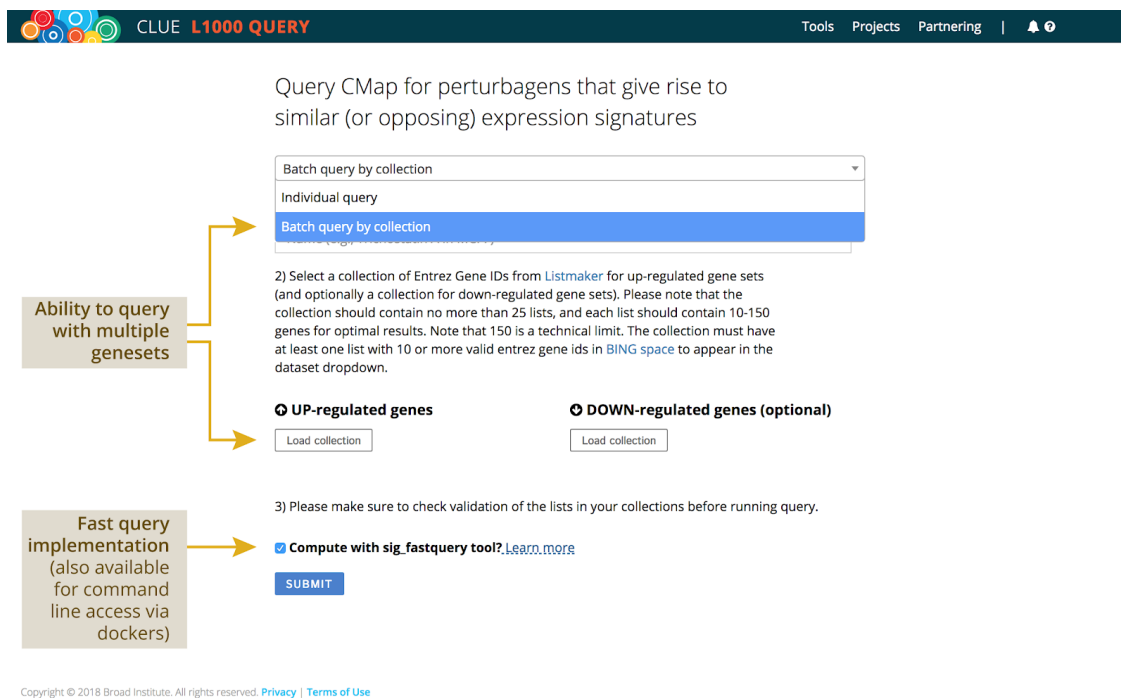 CLUE L1000 QUERY
Tools Projects Partnering |
Query CMap for perturbagens that give rise to
similar (or opposing) expression signatures
Batch query by collection
Individual query
Batch query by collection
2) Select a collection of Entrez Gene IDs from Listmaker for up-regulated gene sets
(and optionally a collection for down-regulated gene sets). Please note that the
collection should contain no more than 25 lists, and each list should contain 10-150
genes for optimal results. Note that 150 is a technical limit. The collection must have
at least one list with 10 or more valid entrez gene ids in BING space to appear in the
dataset dropdown.
Ability to query
with multiple
genesets
UP-regulated genes
DOWN-regulated genes (optional)
Load collection
Load collection
3) Please make sure to check validation of the lists in your collections before running query.
Compute with sig_fastquery tool? Learn more
SUBMIT
Fast query
implementation
(also available
for command
line access via
dockers)
Copyright © 2018 Broad Institute. All rights reserved. Privacy | Terms of Use